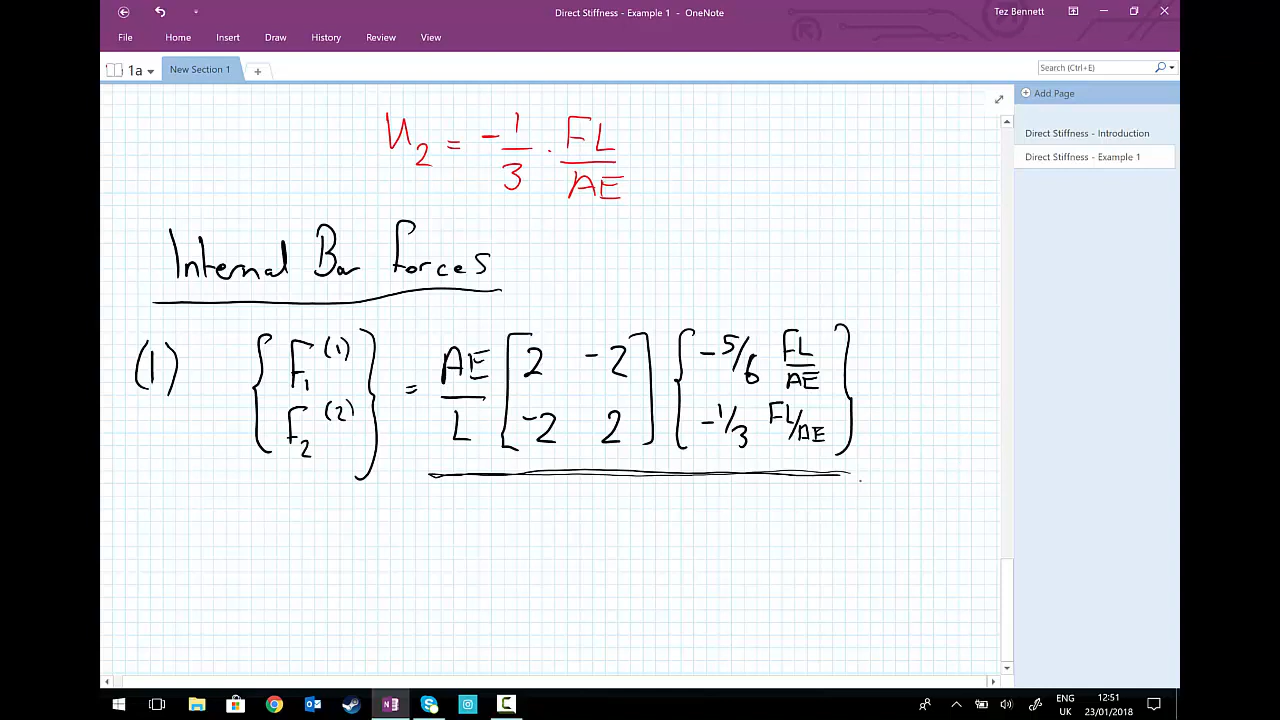 Direct Stiffness - Example 1 - OneNote
Tez Bennett
File Home Insert Draw History Review View
1a New Section 1 +
Search (Ctrl+E)
Add Page
Direct Stiffness - Introduction
Direct Stiffness - Example 1
U₂ = -1/3 · FL/AE
Internal Bar Forces
(1) {F₁⁽¹⁾ F₂⁽²⁾} = AE/L [2 -2; -2 2] {-5/6 FL/AE -1/3 FL/AE}
ENG 12:51
UK 23/01/2018